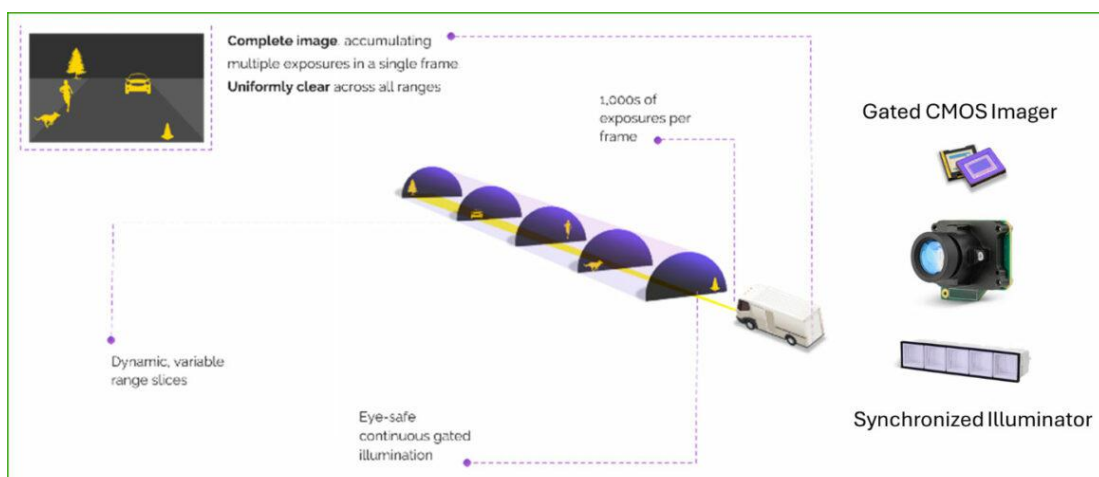 Complete image. accumulating
multiple exposures in a single frame
Uniformly clear across all ranges
1,000s of
exposures per
frame
Gated CMOS Imager
Dynamic, variable
range slices
Eye-safe
continuous gated
illumination
Synchronized Illuminator